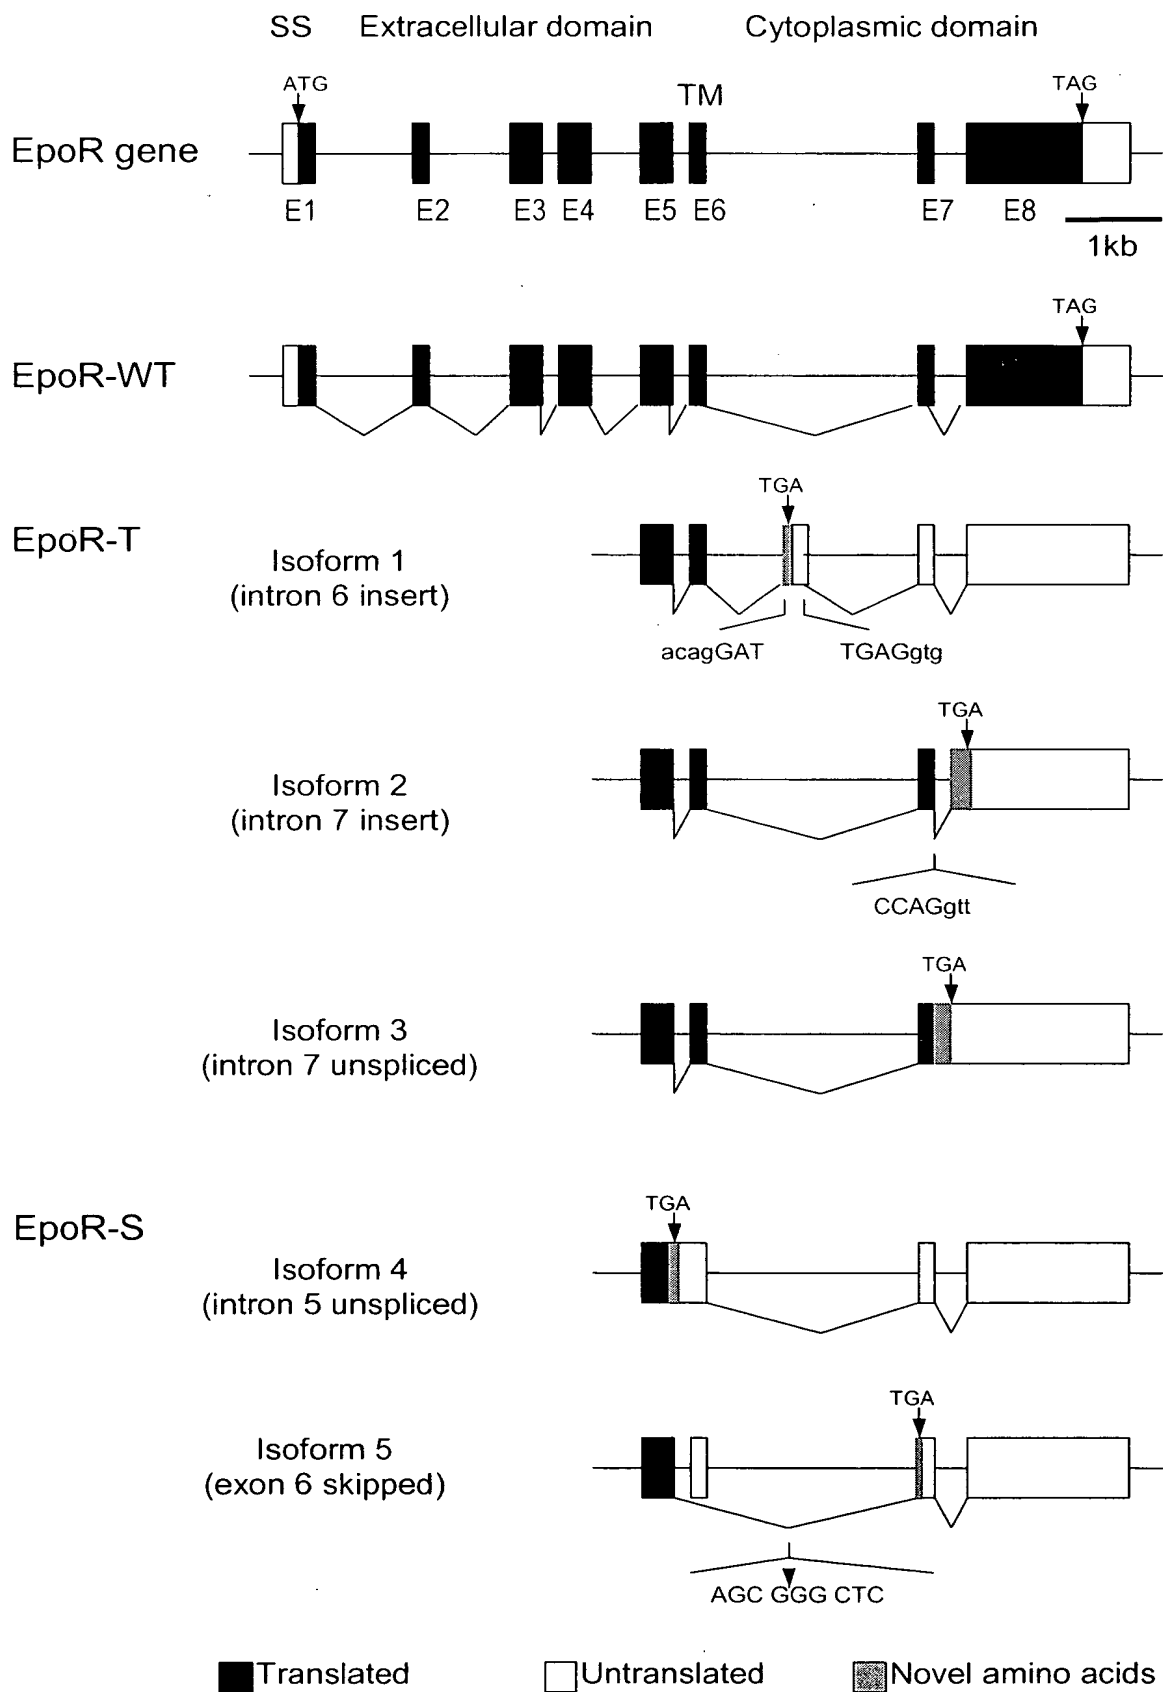 SS Extracellular domain Cytoplasmic domain
ATG TM TAG
EpoR gene
E1 E2 E3 E4 E5 E6 E7 E8
1kb
TAG
EpoR-WT
TGA
EpoR-T
Isoform 1
(intron 6 insert)
acagGAT TGAGgtg
TGA
Isoform 2
(intron 7 insert)
CCAGgtt
TGA
Isoform 3
(intron 7 unspliced)
TGA
EpoR-S
Isoform 4
(intron 5 unspliced)
TGA
Isoform 5
(exon 6 skipped)
AGC GGG CTC
Translated Untranslated Novel amino acids